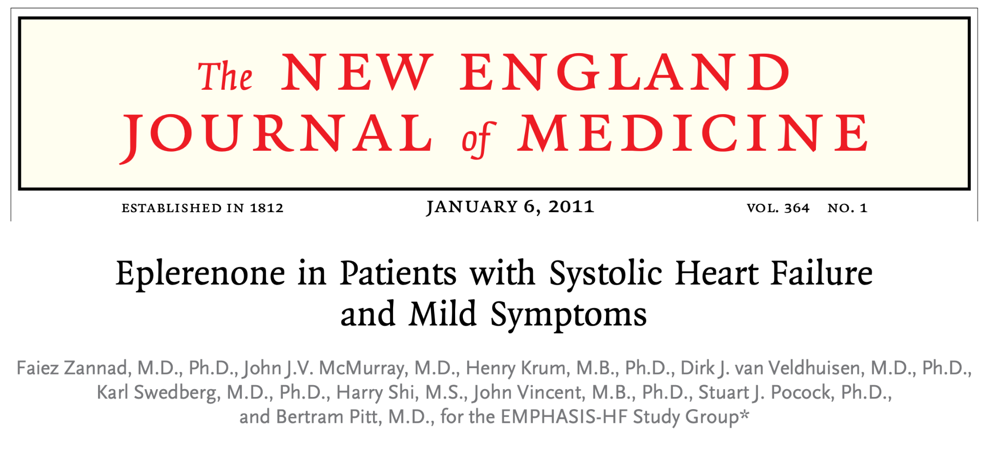 The NEW ENGLAND
JOURNAL of MEDICINE
ESTABLISHED IN 1812 JANUARY 6, 2011 VOL. 364 NO. 1
Eplerenone in Patients with Systolic Heart Failure
and Mild Symptoms
Faiez Zannad, M.D., Ph.D., John J.V. McMurray, M.D., Henry Krum, M.B., Ph.D., Dirk J. van Veldhuisen, M.D., Ph.D.,
Karl Swedberg, M.D., Ph.D., Harry Shi, M.S., John Vincent, M.B., Ph.D., Stuart J. Pocock, Ph.D.,
and Bertram Pitt, M.D., for the EMPHASIS-HF Study Group*